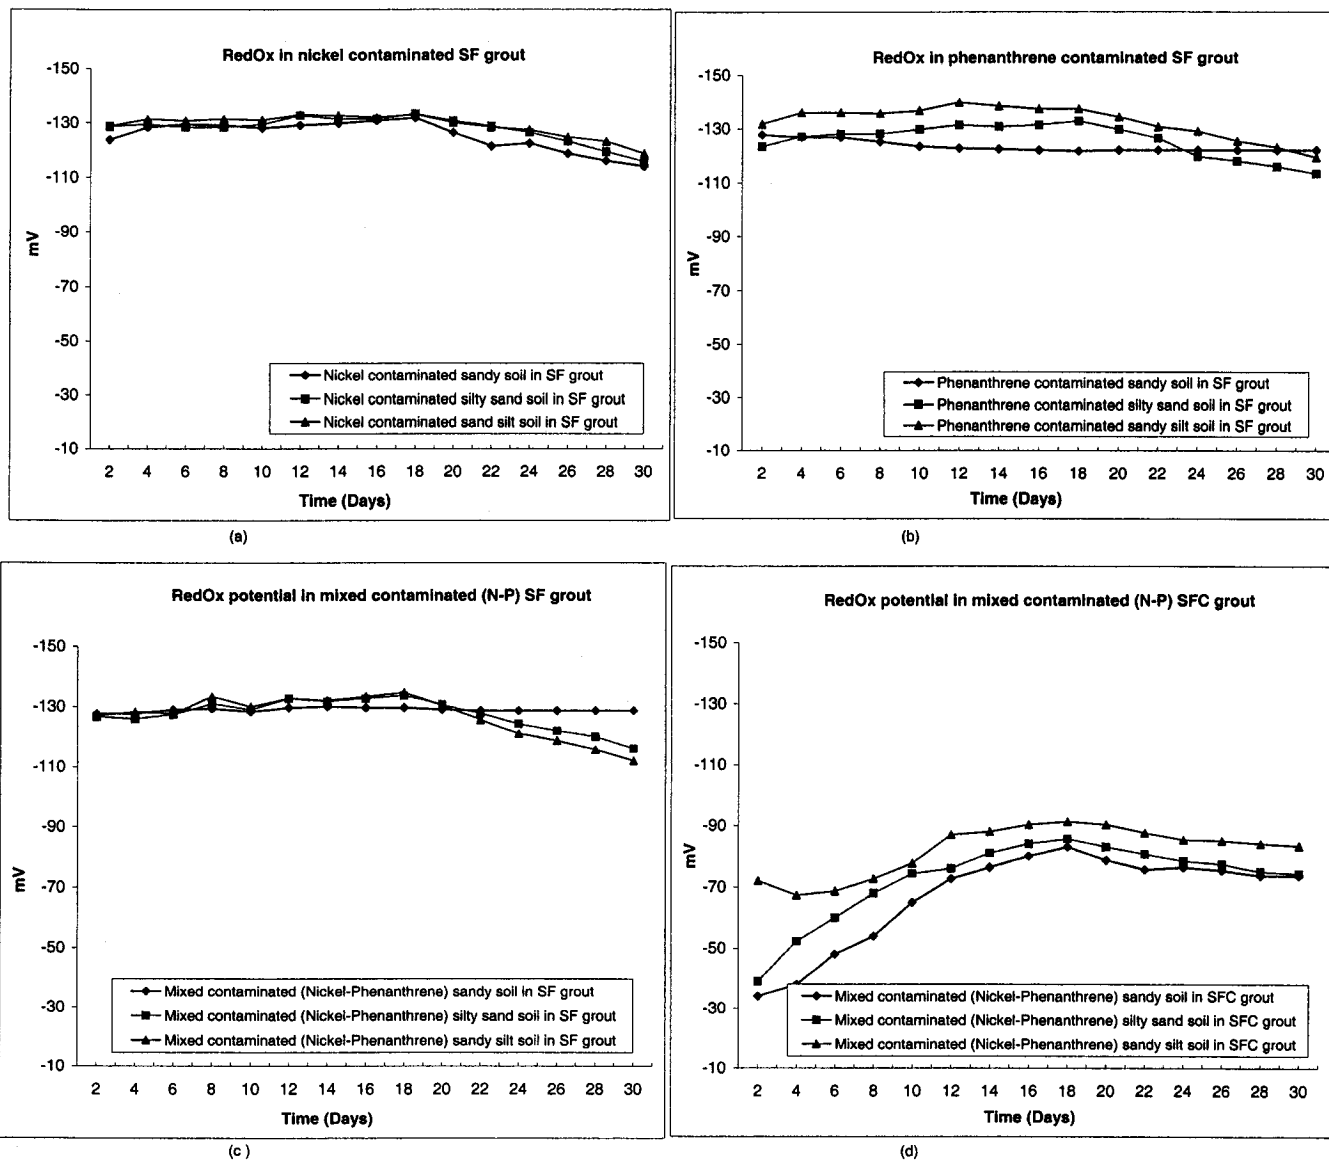 RedOx in nickel contaminated SF grout
-150
-130
-110
-90
-70
-50
-30
-10
mV
Nickel contaminated sandy soil in SF grout
Nickel contaminated silty sand soil in SF grout
Nickel contaminated sand silt soil in SF grout
2 4 6 8 10 12 14 16 18 20 22 24 26 28 30
Time (Days)
(a)
RedOx in phenanthrene contaminated SF grout
-150
-130
-110
-90
-70
-50
-30
-10
mV
Phenanthrene contaminated sandy soil in SF grout
Phenanthrene contaminated silty sand soil in SF grout
Phenanthrene contaminated sandy silt soil in SF grout
2 4 6 8 10 12 14 16 18 20 22 24 26 28 30
Time (Days)
(b)
RedOx potential in mixed contaminated (N-P) SF grout
-150
-130
-110
-90
-70
-50
-30
-10
mV
Mixed contaminated (Nickel-Phenanthrene) sandy soil in SF grout
Mixed contaminated (Nickel-Phenanthrene) silty sand soil in SF grout
Mixed contaminated (Nickel-Phenanthrene) sandy silt soil in SF grout
2 4 6 8 10 12 14 16 18 20 22 24 26 28 30
Time (Days)
(c )
RedOx potential in mixed contaminated (N-P) SFC grout
-150
-130
-110
-90
-70
-50
-30
-10
mV
Mixed contaminated (Nickel-Phenanthrene) sandy soil in SFC grout
Mixed contaminated (Nickel-Phenanthrene) silty sand soil in SFC grout
Mixed contaminated (Nickel-Phenanthrene) sandy silt soil in SFC grout
2 4 6 8 10 12 14 16 18 20 22 24 26 28 30
Time (Days)
(d)